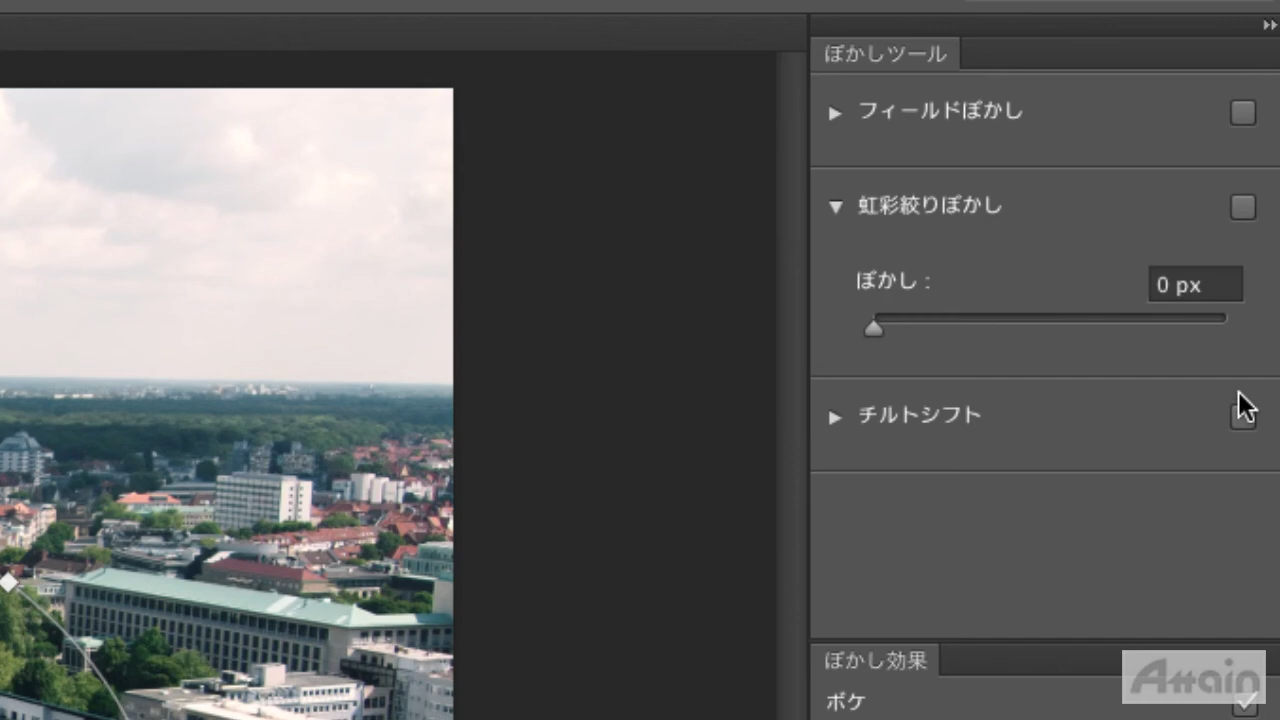 ぼかしツール
フィールドぼかし
虹彩絞りぼかし
ぼかし :
0 px
チルトシフト
ぼかし効果
Attain
ボケ